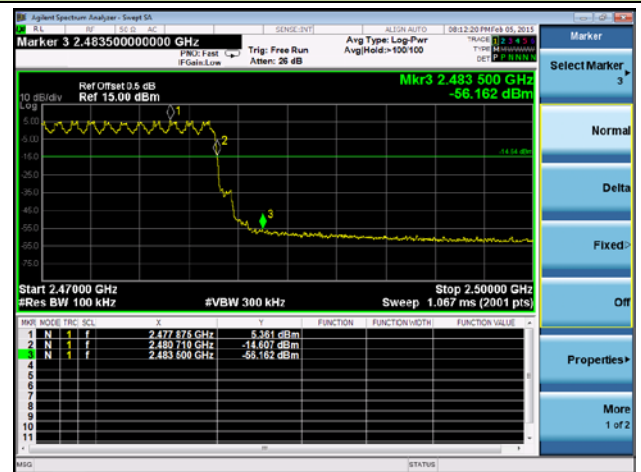 Agilent Spectrum Analyzer - Swept SA
RL RF 50 Ω AC SENSE:INT ALIGN AUTO 08:12:20 PM Feb 05, 2015
Marker 3 2.483500000000 GHz
PNO: Fast
IFGain:Low
Trig: Free Run
Atten: 26 dB
Avg Type: Log-Pwr
Avg|Hold:>100/100
TRACE 1 2 3 4 5 6
TYPE
DET P P N N N N
Ref Offset 0.5 dB
10 dB/div Ref 15.00 dBm
Log
Mkr3 2.483 500 GHz
-56.162 dBm
5.00
-5.00
-15.0
-25.0
-35.0
-45.0
-55.0
-65.0
-75.0
1
2
3
Start 2.47000 GHz
#Res BW 100 kHz
#VBW 300 kHz
Stop 2.50000 GHz
Sweep 1.067 ms (2001 pts)
MKR MODE TRC SCL X Y FUNCTION FUNCTION WIDTH FUNCTION VALUE
1 N 1 f 2.477 875 GHz 5.361 dBm
2 N 1 f 2.480 710 GHz -14.607 dBm
3 N 1 f 2.483 500 GHz -56.162 dBm
4
5
6
7
8
9
10
11
MSG STATUS
Marker
Select Marker
3
Normal
Delta
Fixed
Off
Properties
More
1 of 2